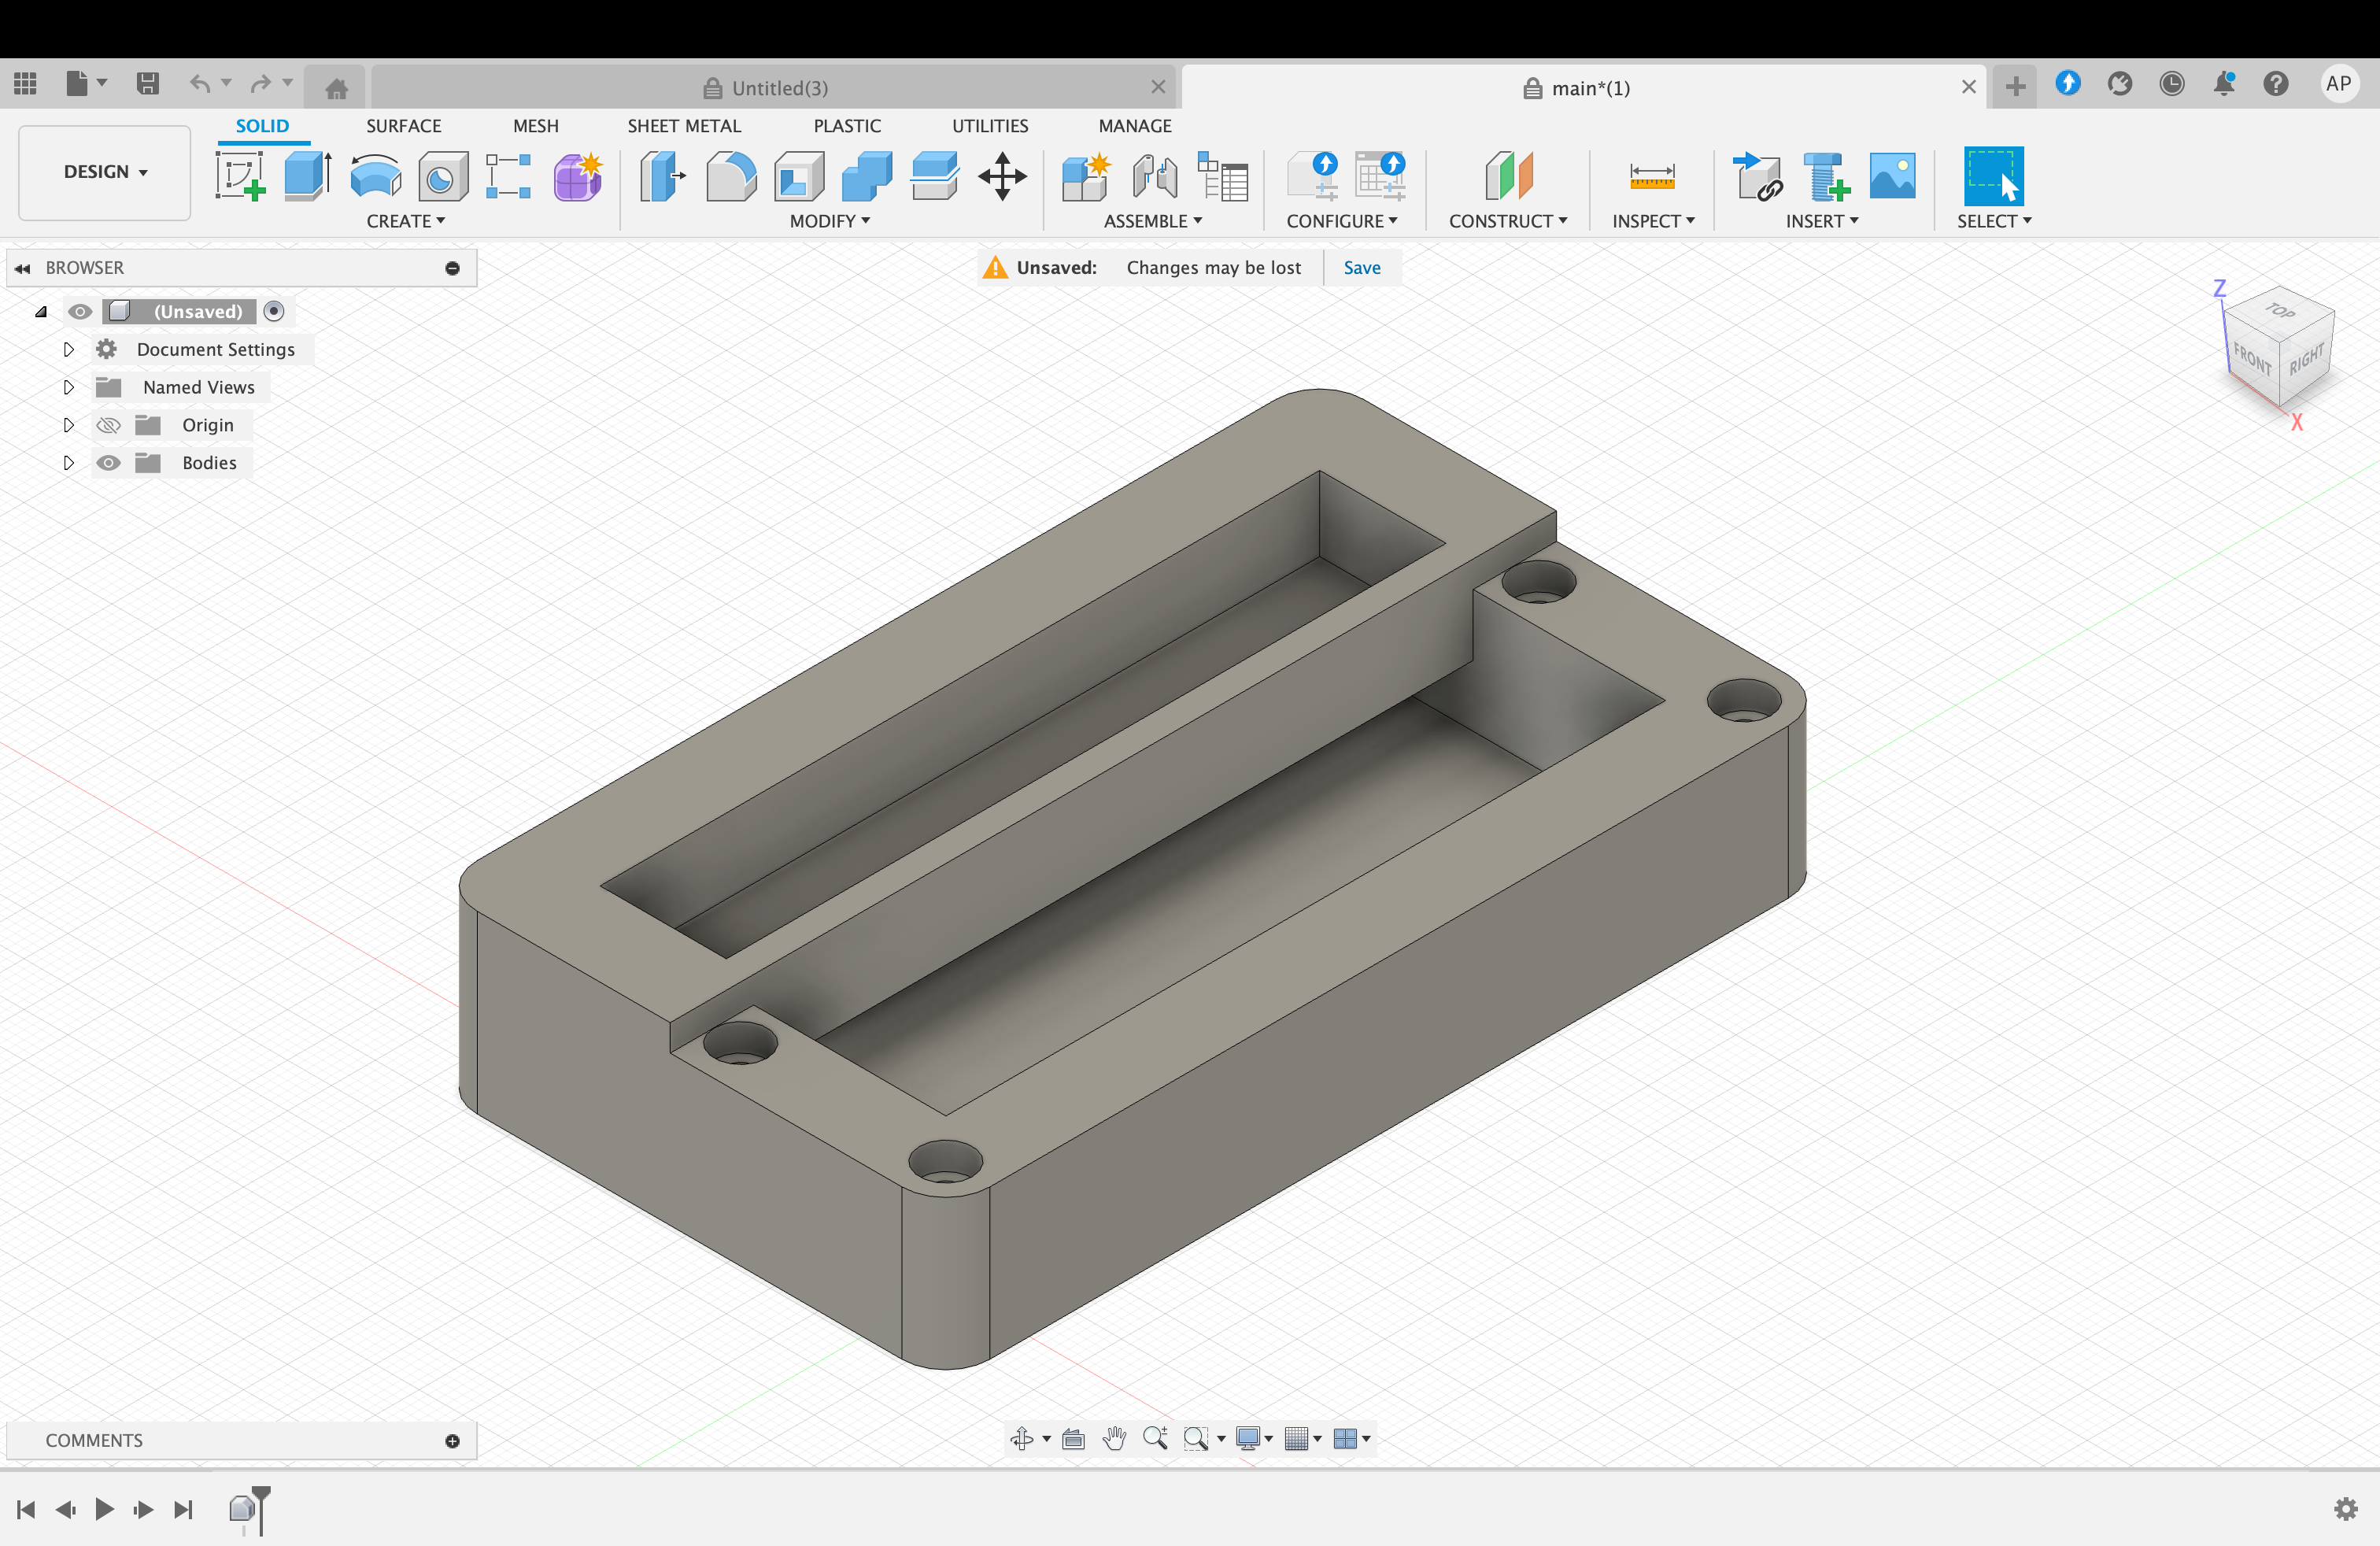 Untitled(3)
main*(1)
AP
DESIGN
SOLID
SURFACE
MESH
SHEET METAL
PLASTIC
UTILITIES
MANAGE
CREATE
MODIFY
ASSEMBLE
CONFIGURE
CONSTRUCT
INSPECT
INSERT
SELECT
BROWSER
Unsaved: Changes may be lost Save
(Unsaved)
Document Settings
Named Views
Origin
Bodies
Z
TOP
FRONT
RIGHT
X
COMMENTS